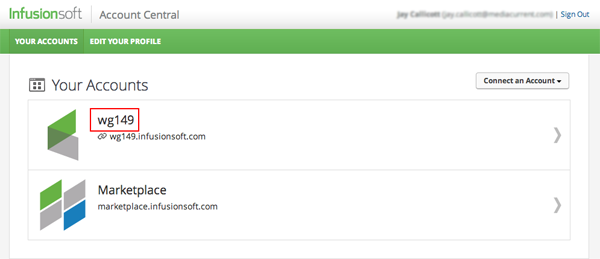 Infusionsoft Account Central Jay Callicott (jay.callicott@mediacurrent.com) | Sign Out
YOUR ACCOUNTS EDIT YOUR PROFILE
Your Accounts Connect an Account
wg149
wg149.infusionsoft.com
Marketplace
marketplace.infusionsoft.com